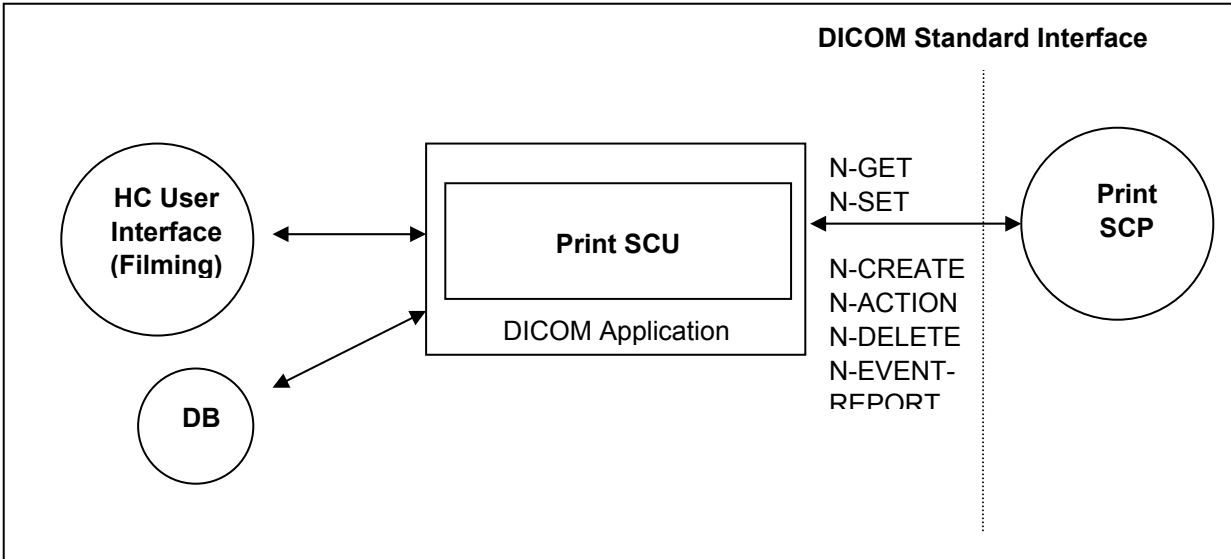 DICOM Standard Interface
HC User
Interface
(Filming)
DB
Print SCU
DICOM Application
N-GET
N-SET
N-CREATE
N-ACTION
N-DELETE
N-EVENT-
REPORT
Print
SCP